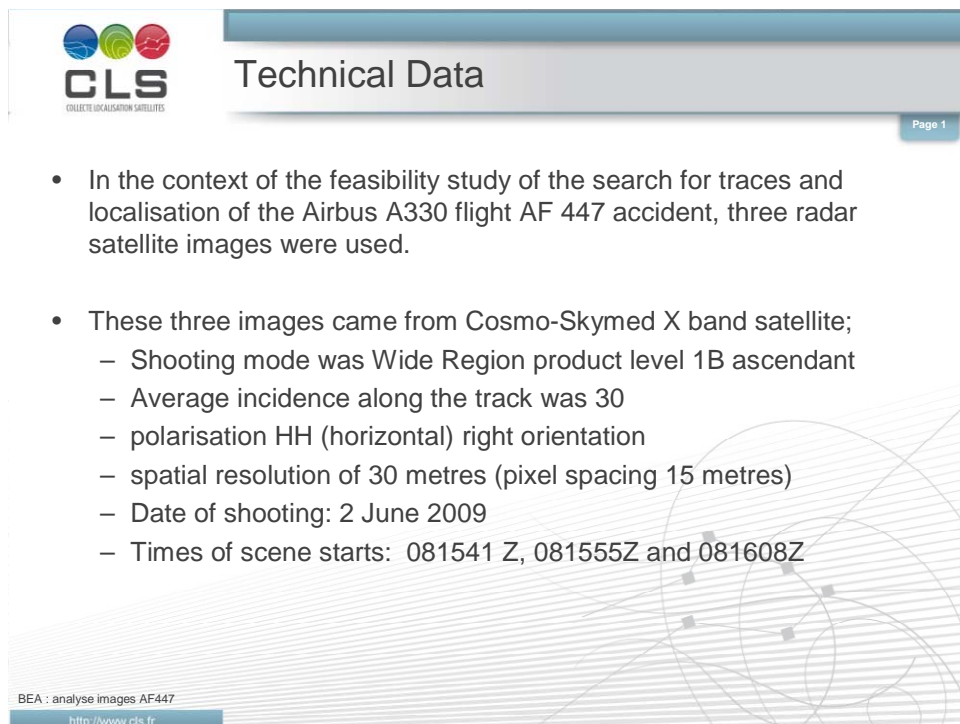 CLS
COLLECTE LOCALISATION SATELLITES
Technical Data
Page 1
• In the context of the feasibility study of the search for traces and
localisation of the Airbus A330 flight AF 447 accident, three radar
satellite images were used.
• These three images came from Cosmo-Skymed X band satellite;
– Shooting mode was Wide Region product level 1B ascendant
– Average incidence along the track was 30
– polarisation HH (horizontal) right orientation
– spatial resolution of 30 metres (pixel spacing 15 metres)
– Date of shooting: 2 June 2009
– Times of scene starts:  081541 Z, 081555Z and 081608Z
BEA : analyse images AF447
http://www.cls.fr